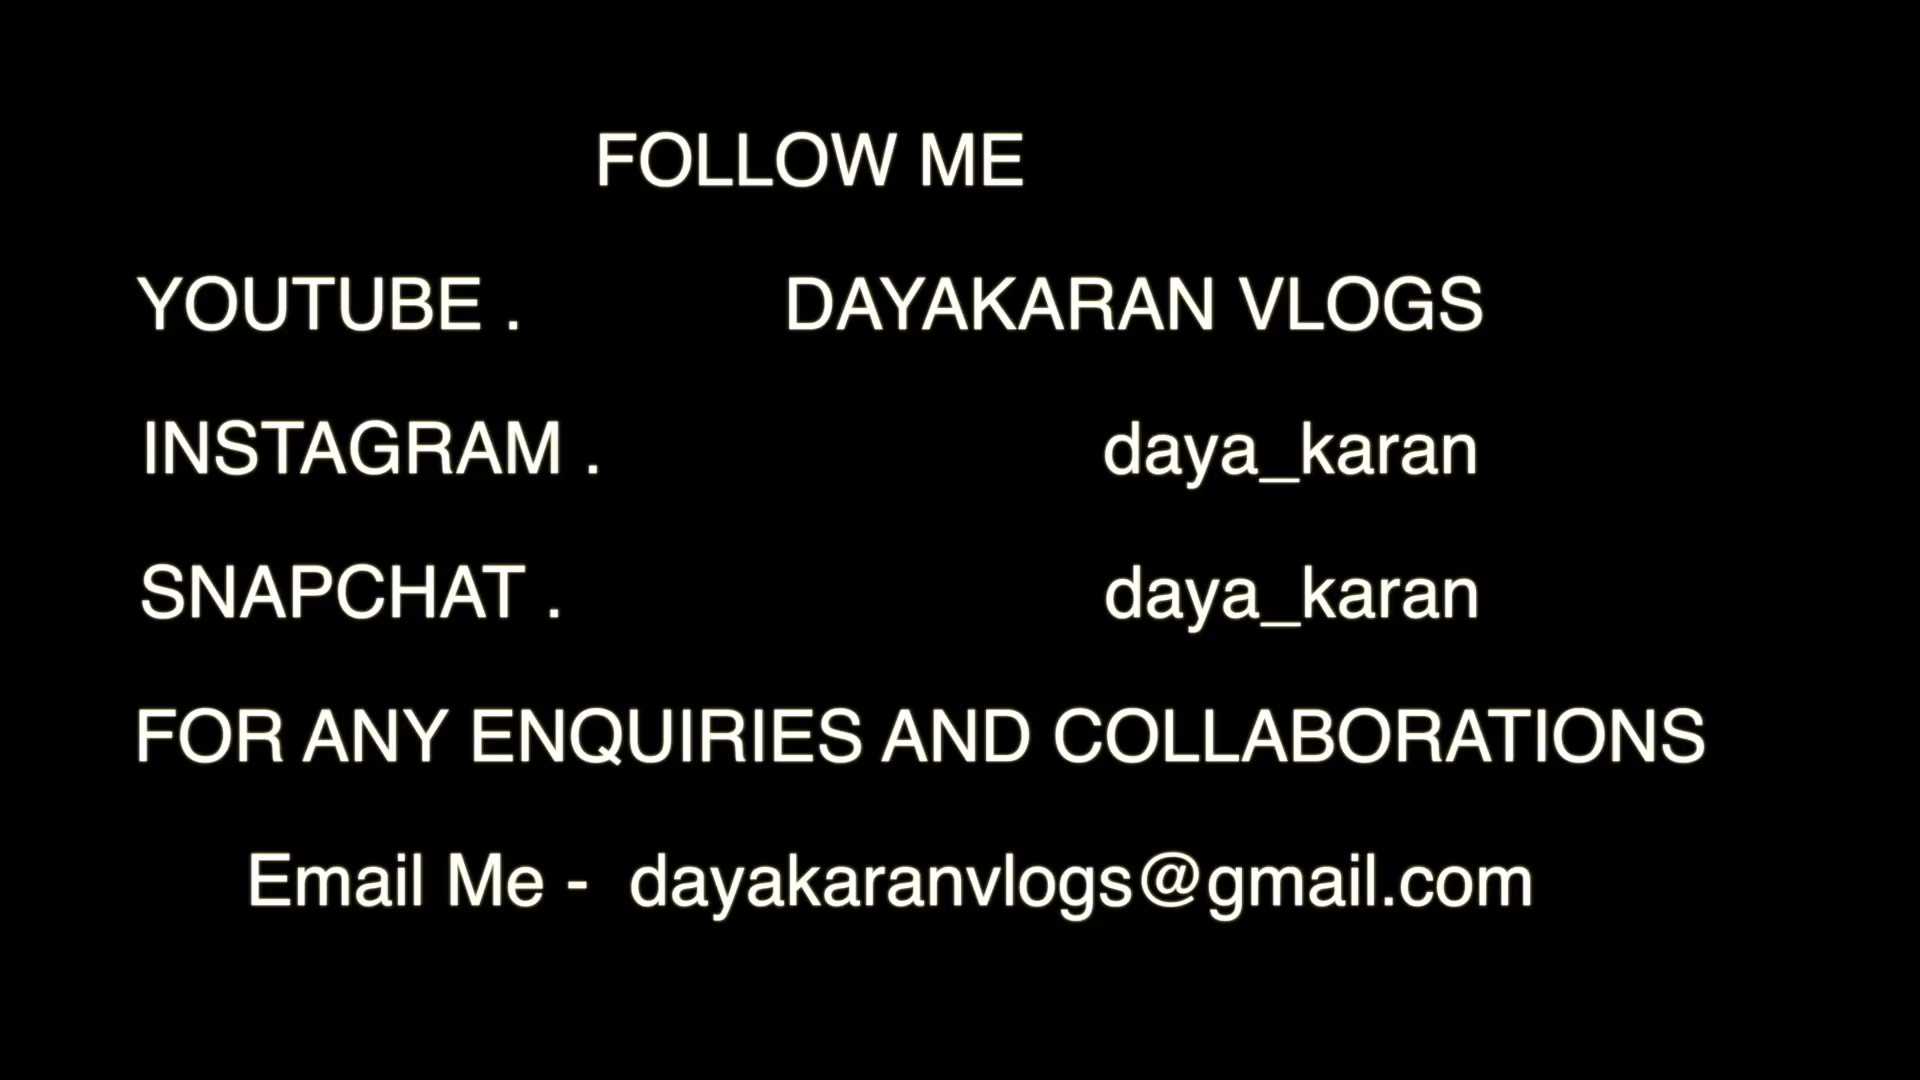 FOLLOW ME
YOUTUBE . DAYAKARAN VLOGS
INSTAGRAM . daya_karan
SNAPCHAT . daya_karan
FOR ANY ENQUIRIES AND COLLABORATIONS
Email Me - dayakaranvlogs@gmail.com